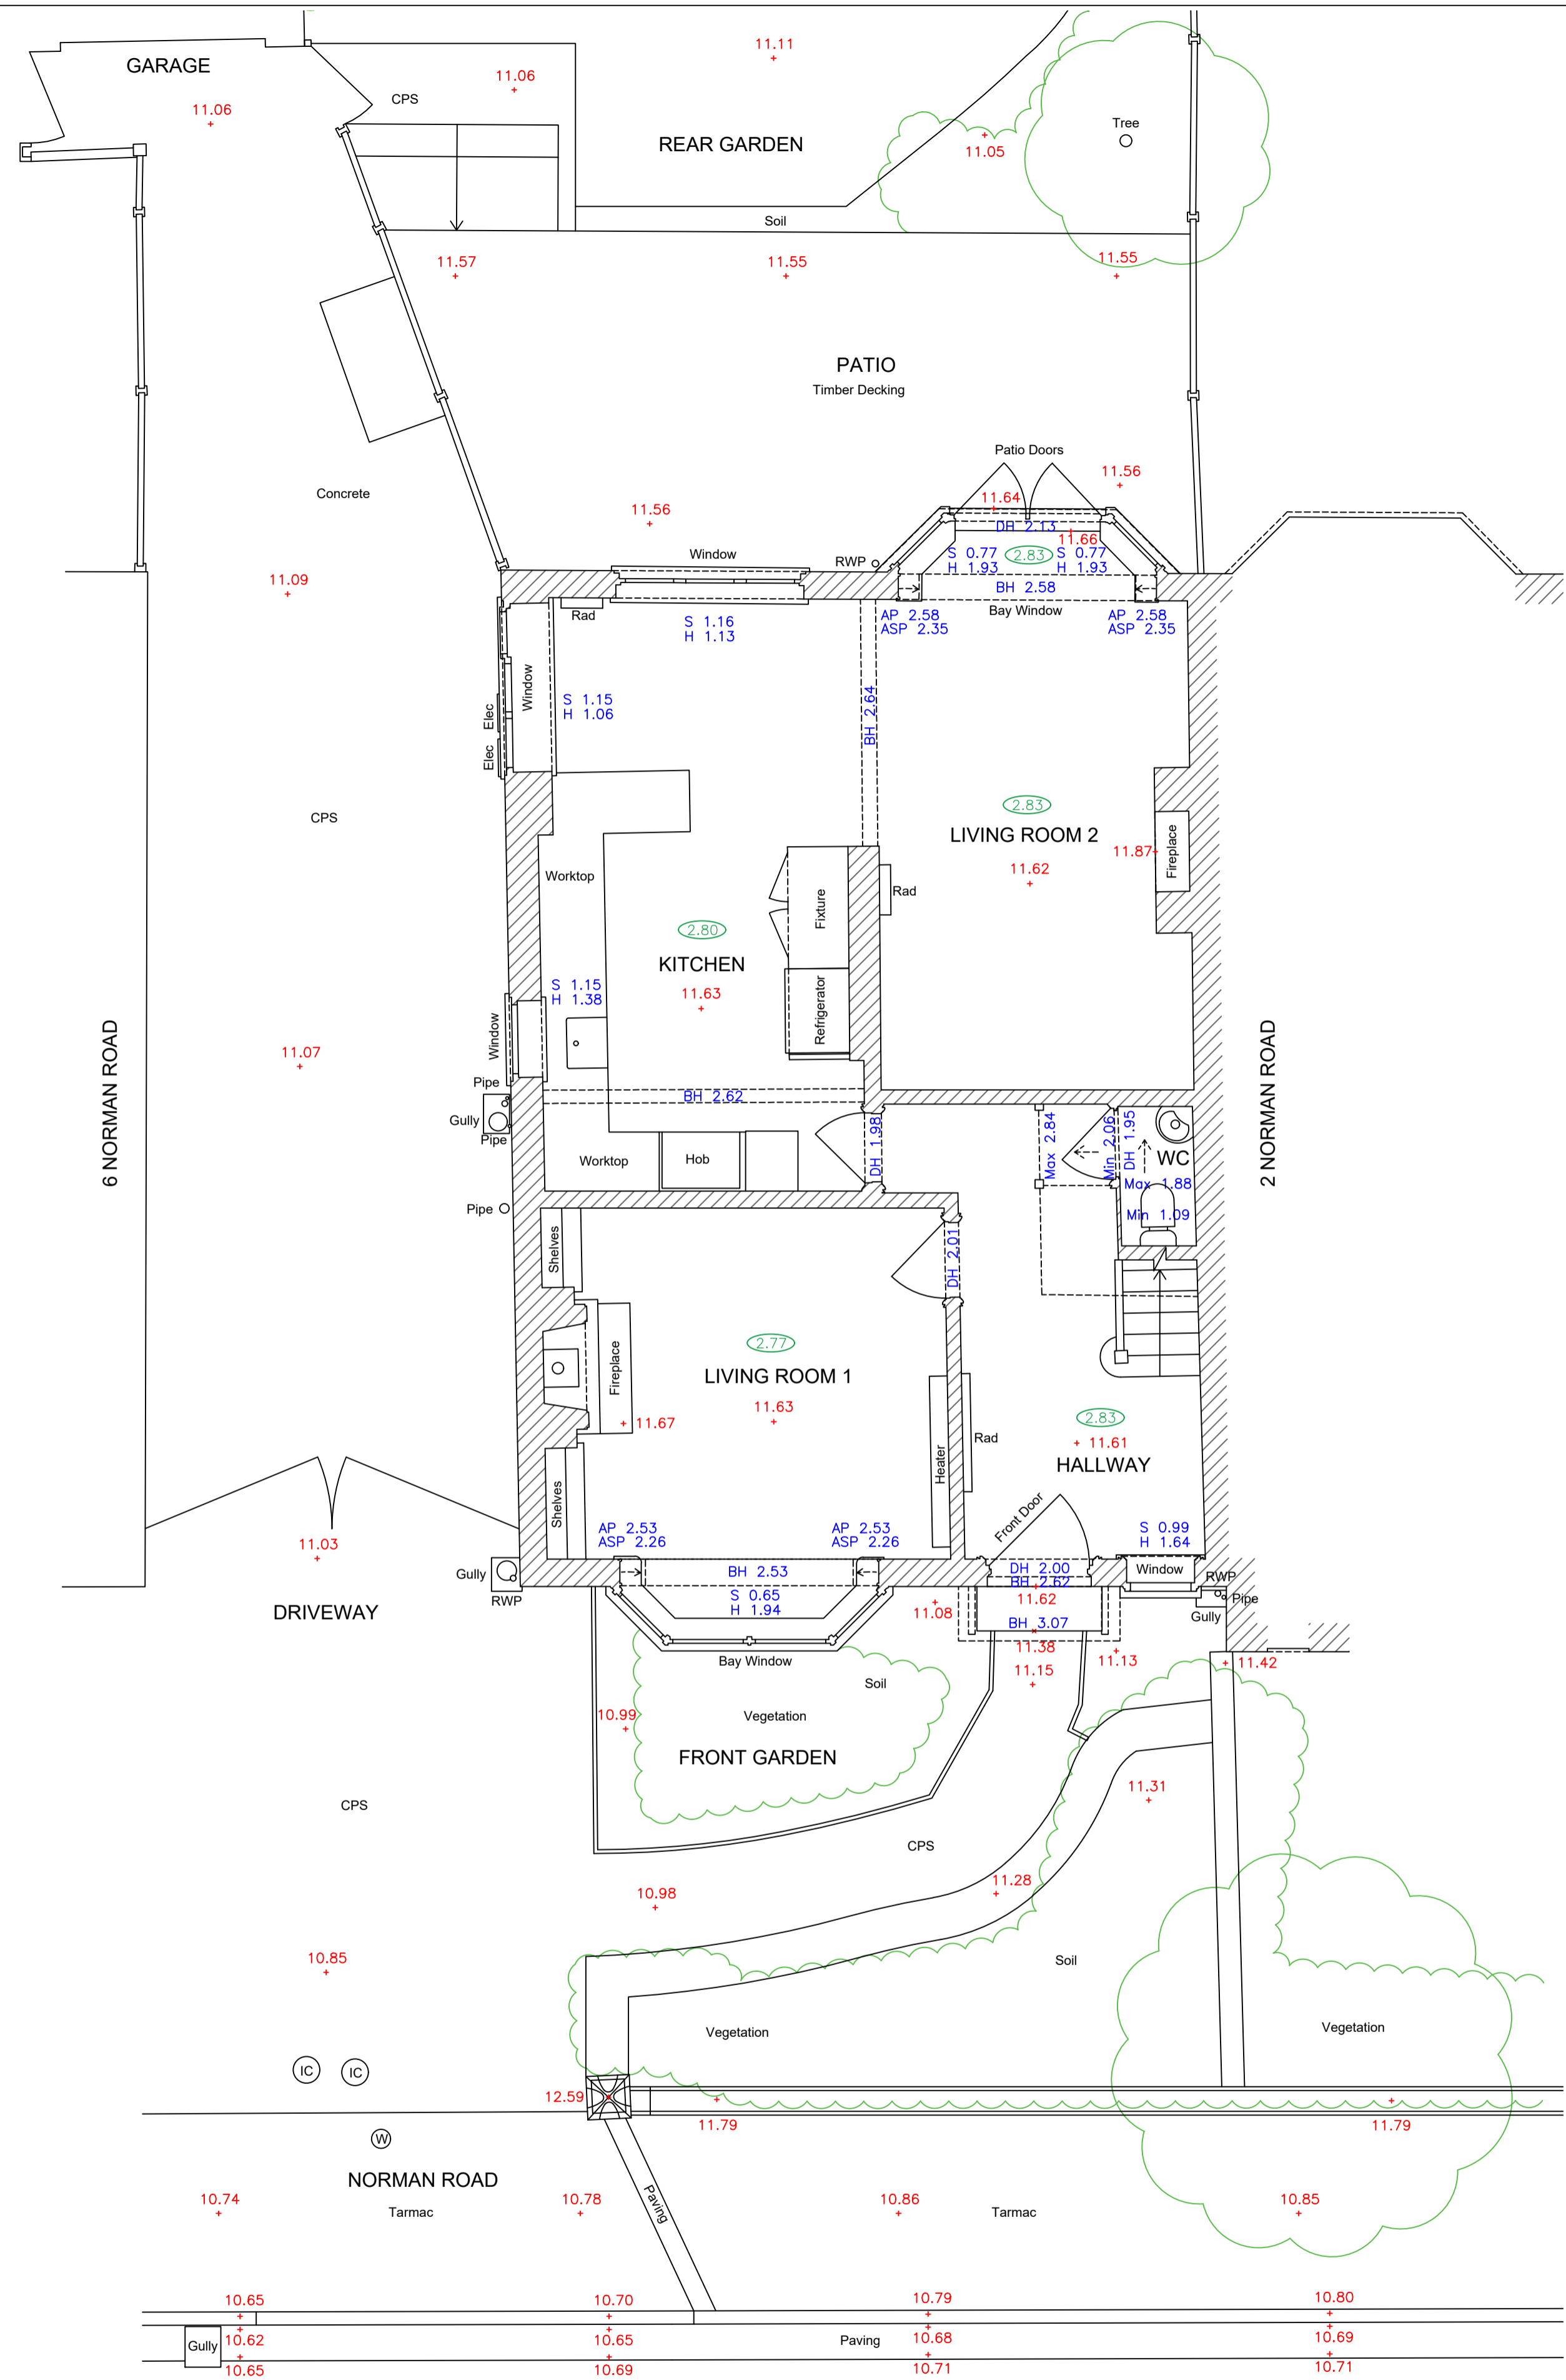 11.11
GARAGE
11.06
11.06
CPS
Tree
REAR GARDEN
11.05
Soil
11.57
11.55
11.55
PATIO
Timber Decking
Patio Doors
11.56
Concrete
11.64
11.56
DH 2.13
11.66
Window
RWP
S 0.77
H 1.93
2.83
S 0.77
H 1.93
11.09
BH 2.58
Rad
Bay Window
AP 2.58
ASP 2.35
AP 2.58
ASP 2.35
S 1.16
H 1.13
Window
S 1.15
H 1.06
BH 2.64
Elec
Elec
2.83
CPS
LIVING ROOM 2
11.87
Fireplace
11.62
Worktop
Rad
Fixture
2.80
KITCHEN
11.63
S 1.15
H 1.38
Refrigerator
Window
6 NORMAN ROAD
2 NORMAN ROAD
11.07
Pipe
BH 2.62
Gully
Pipe
DH 1.98
Max 2.84
Min 2.06
DH 1.95
WC
Worktop
Hob
Max 1.88
Min 1.09
Pipe
Shelves
DH 2.01
2.77
Fireplace
LIVING ROOM 1
11.63
11.67
2.83
11.61
Rad
HALLWAY
Heater
Shelves
Front Door
AP 2.53
ASP 2.26
AP 2.53
ASP 2.26
S 0.99
H 1.64
11.03
Gully
BH 2.53
DH 2.00
BH 2.62
Window
RWP
RWP
S 0.65
H 1.94
11.62
Pipe
11.08
Gully
DRIVEWAY
BH 3.07
11.38
Bay Window
11.13
11.42
11.15
Soil
10.99
Vegetation
FRONT GARDEN
11.31
CPS
CPS
11.28
10.98
10.85
Soil
Vegetation
Vegetation
IC
IC
12.59
11.79
11.79
W
NORMAN ROAD
10.74
10.78
Paving
10.86
10.85
Tarmac
Tarmac
10.65
10.70
10.79
10.80
Gully
10.62
10.65
Paving
10.68
10.69
10.65
10.69
10.71
10.71